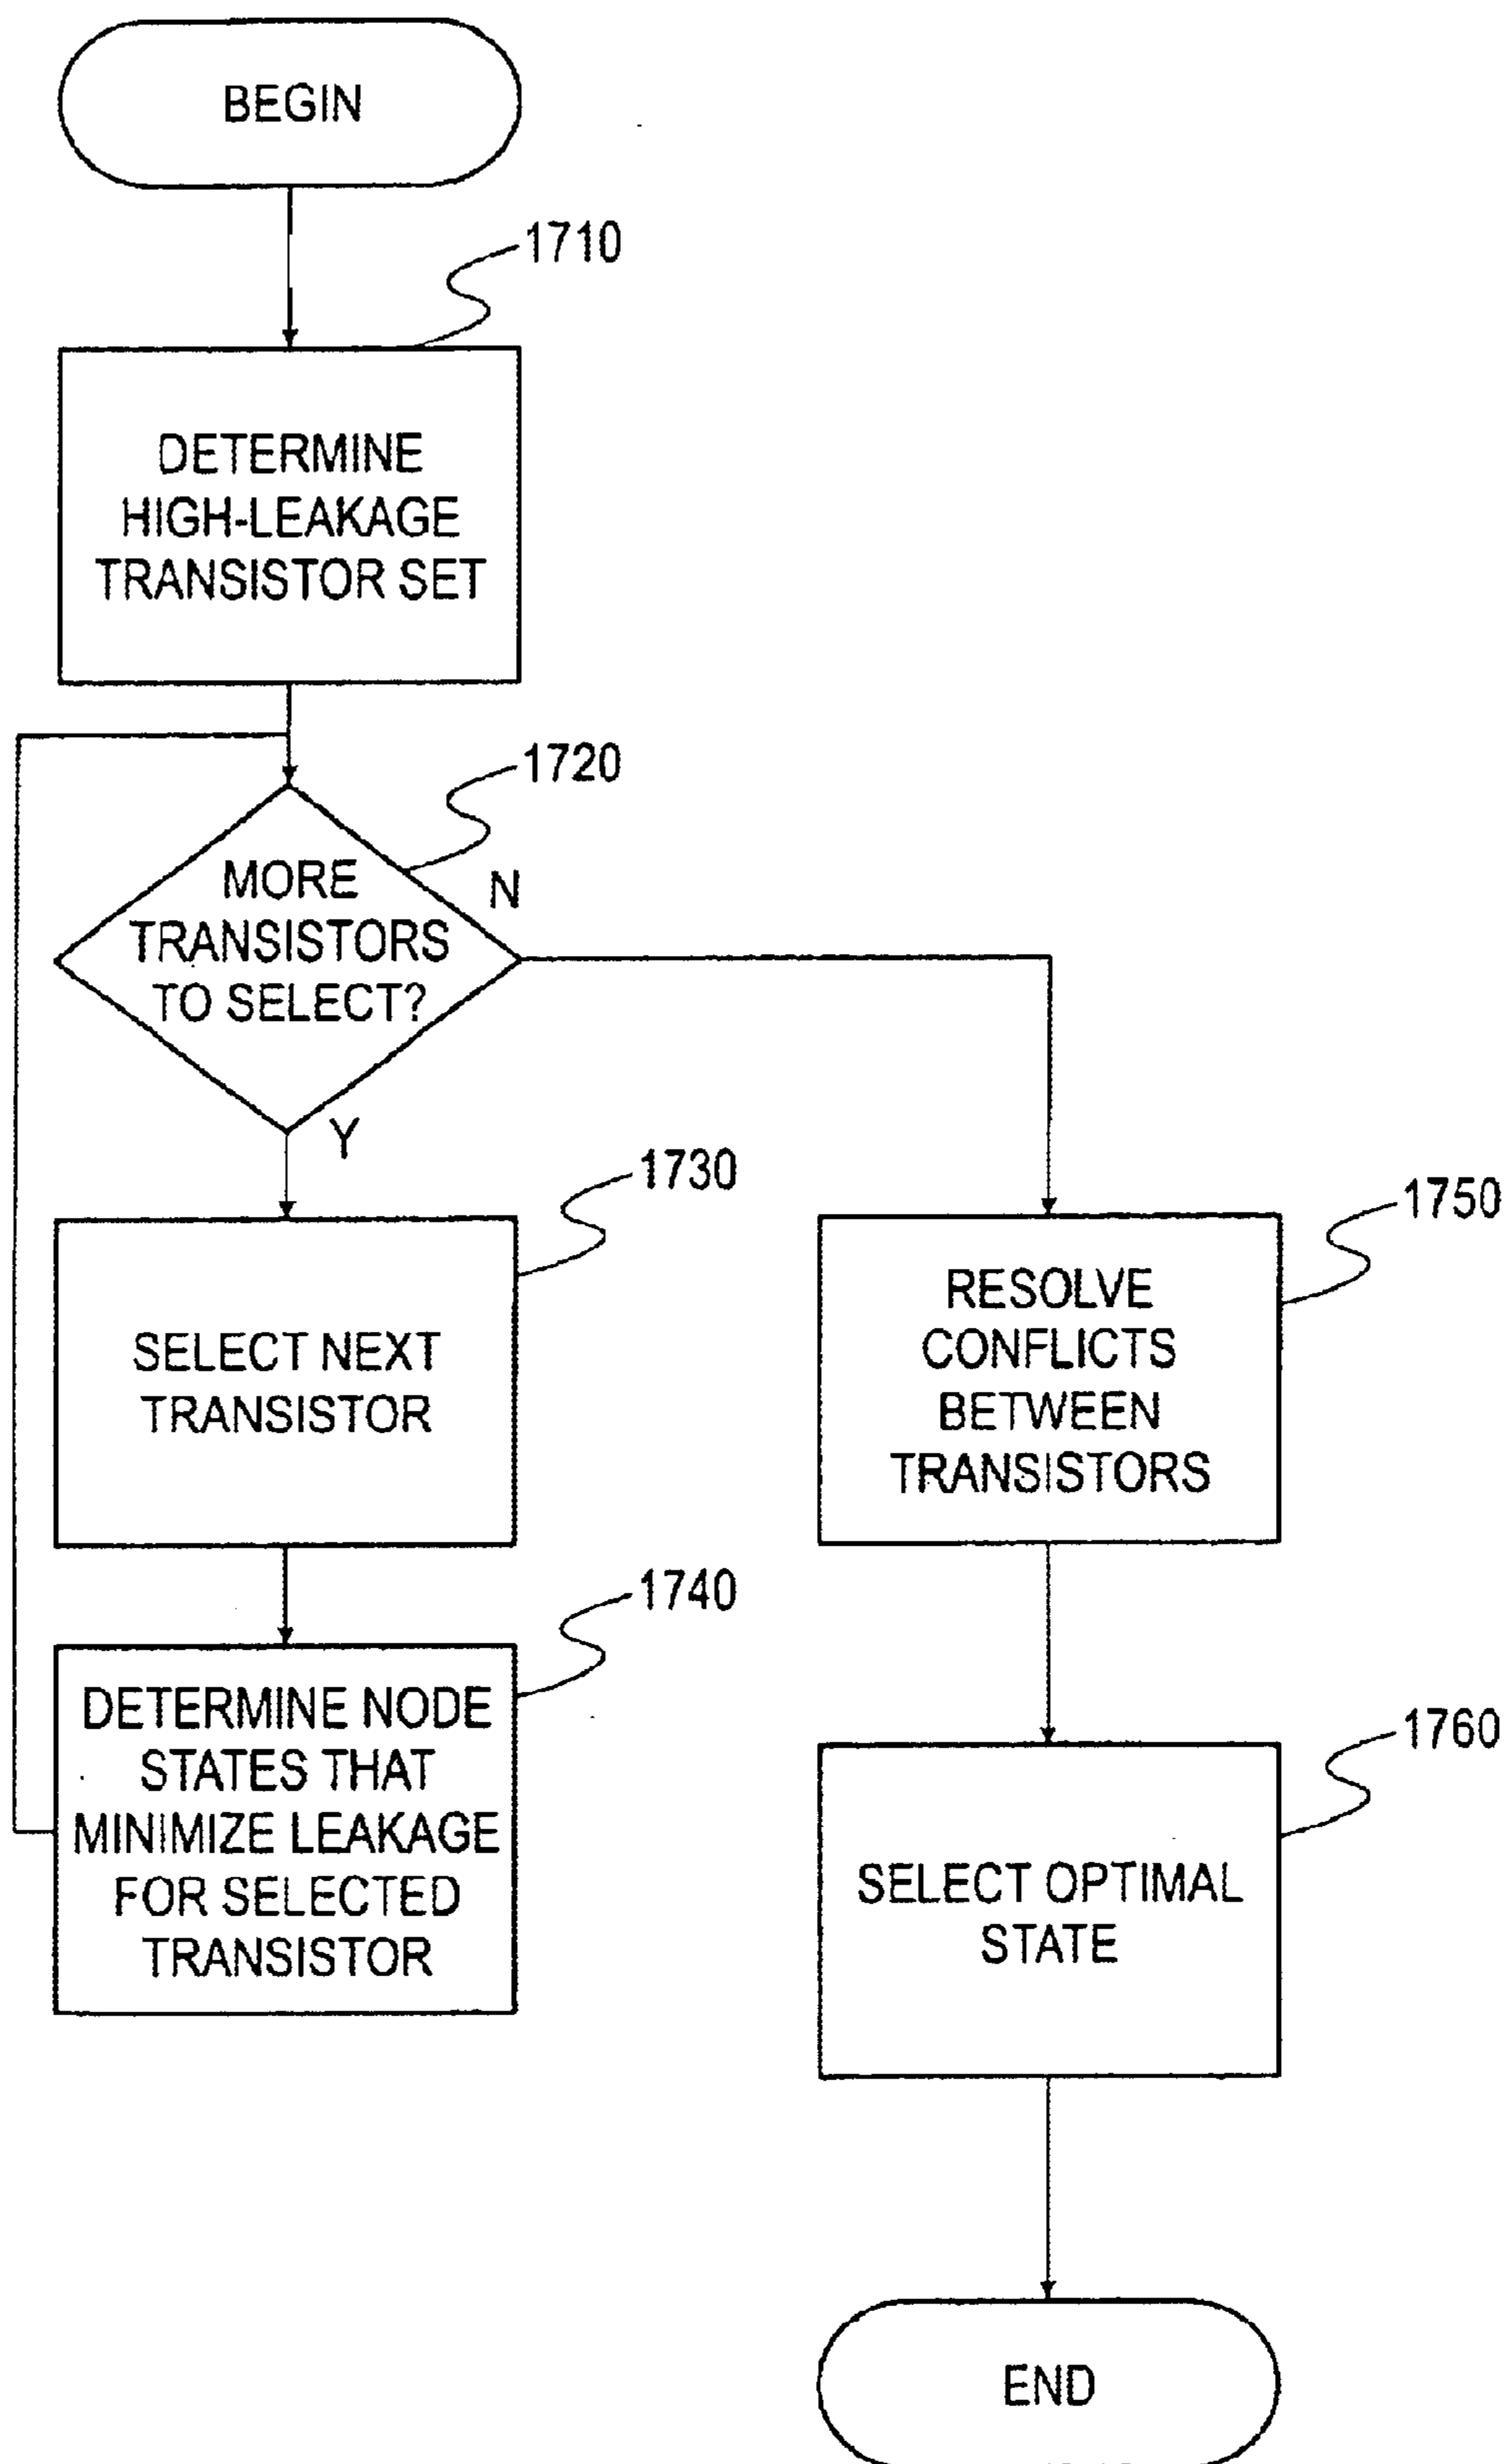 BEGIN
1710
DETERMINE
HIGH-LEAKAGE
TRANSISTOR SET
1720
MORE
TRANSISTORS
TO SELECT?
N
Y
1730
SELECT NEXT
TRANSISTOR
1740
DETERMINE NODE
STATES THAT
MINIMIZE LEAKAGE
FOR SELECTED
TRANSISTOR
1750
RESOLVE
CONFLICTS
BETWEEN
TRANSISTORS
1760
SELECT OPTIMAL
STATE
END